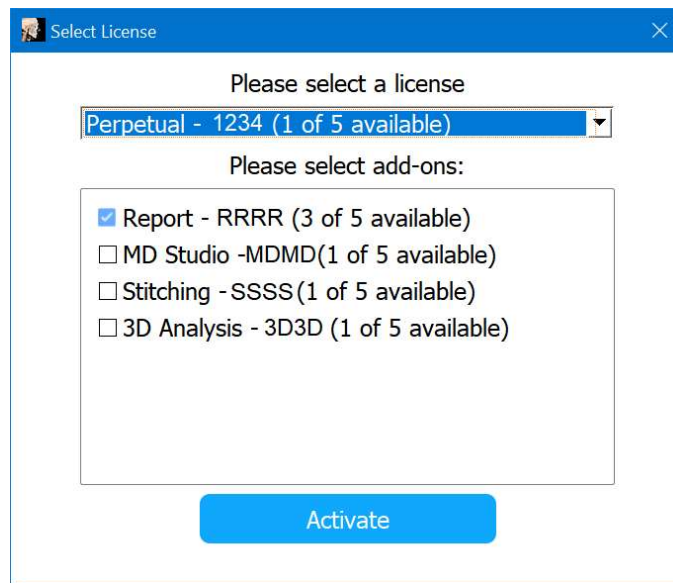 Select License
Please select a license
Perpetual - 1234 (1 of 5 available)
Please select add-ons:
Report - RRRR (3 of 5 available)
MD Studio -MDMD(1 of 5 available)
Stitching -SSSS(1 of 5 available)
3D Analysis - 3D3D (1 of 5 available)
Activate